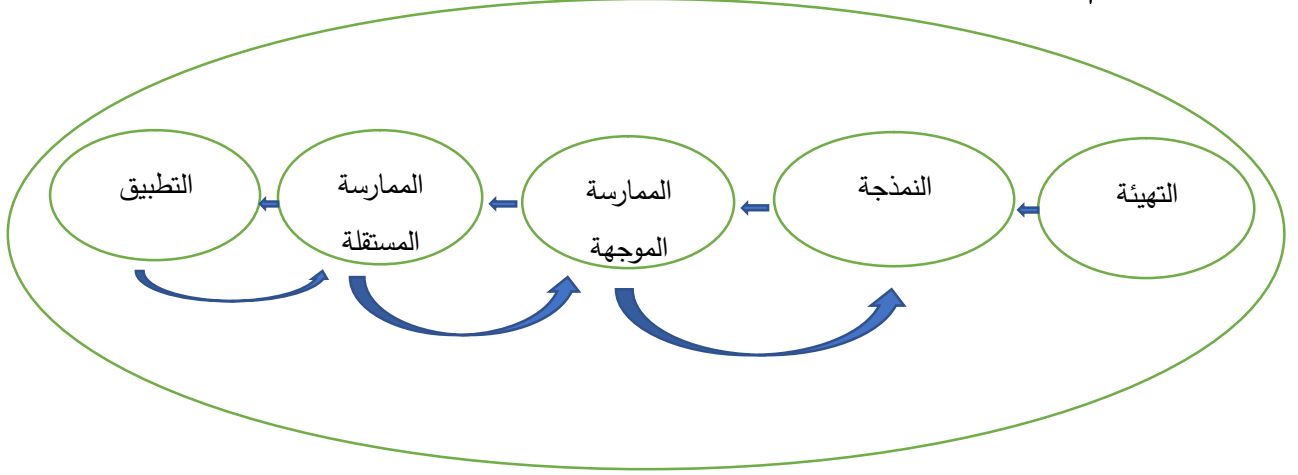 التهيئة
النمذجة
الممارسة
الموجهة
الممارسة
المستقلة
التطبيق